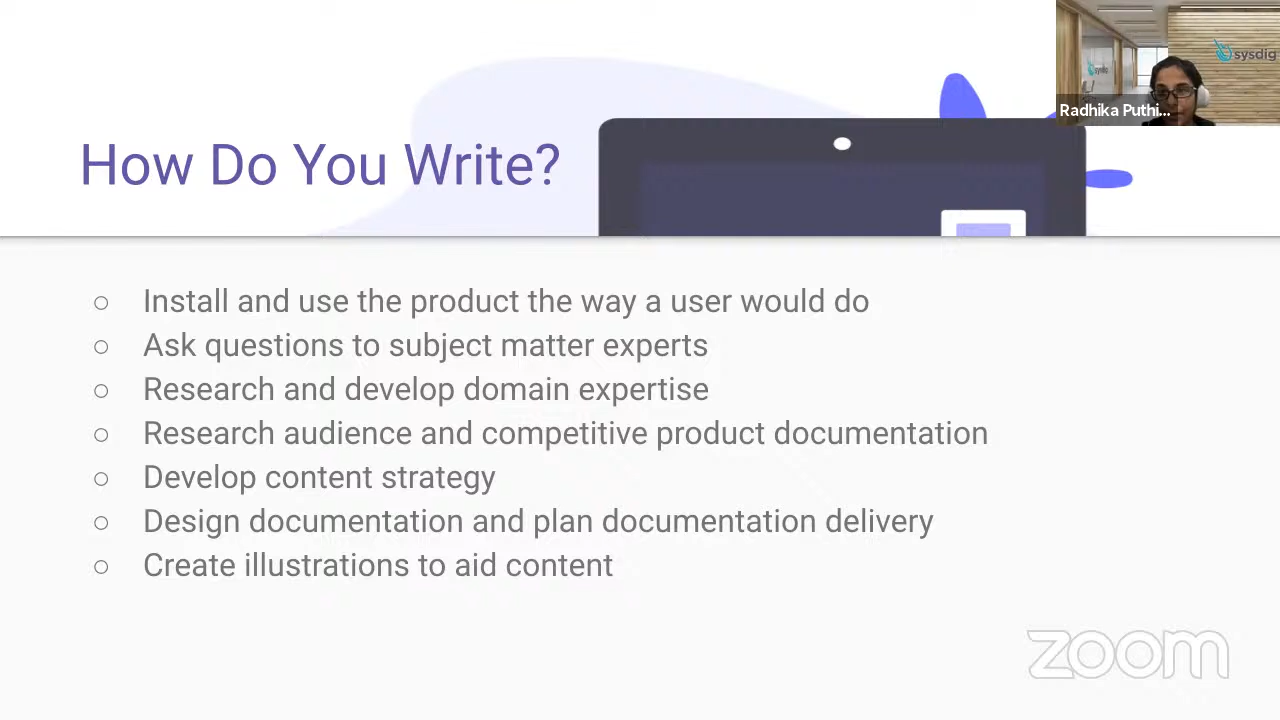 sysdig
Radhika Puthi...
How Do You Write?
○ Install and use the product the way a user would do
○ Ask questions to subject matter experts
○ Research and develop domain expertise
○ Research audience and competitive product documentation
○ Develop content strategy
○ Design documentation and plan documentation delivery
○ Create illustrations to aid content
zoom